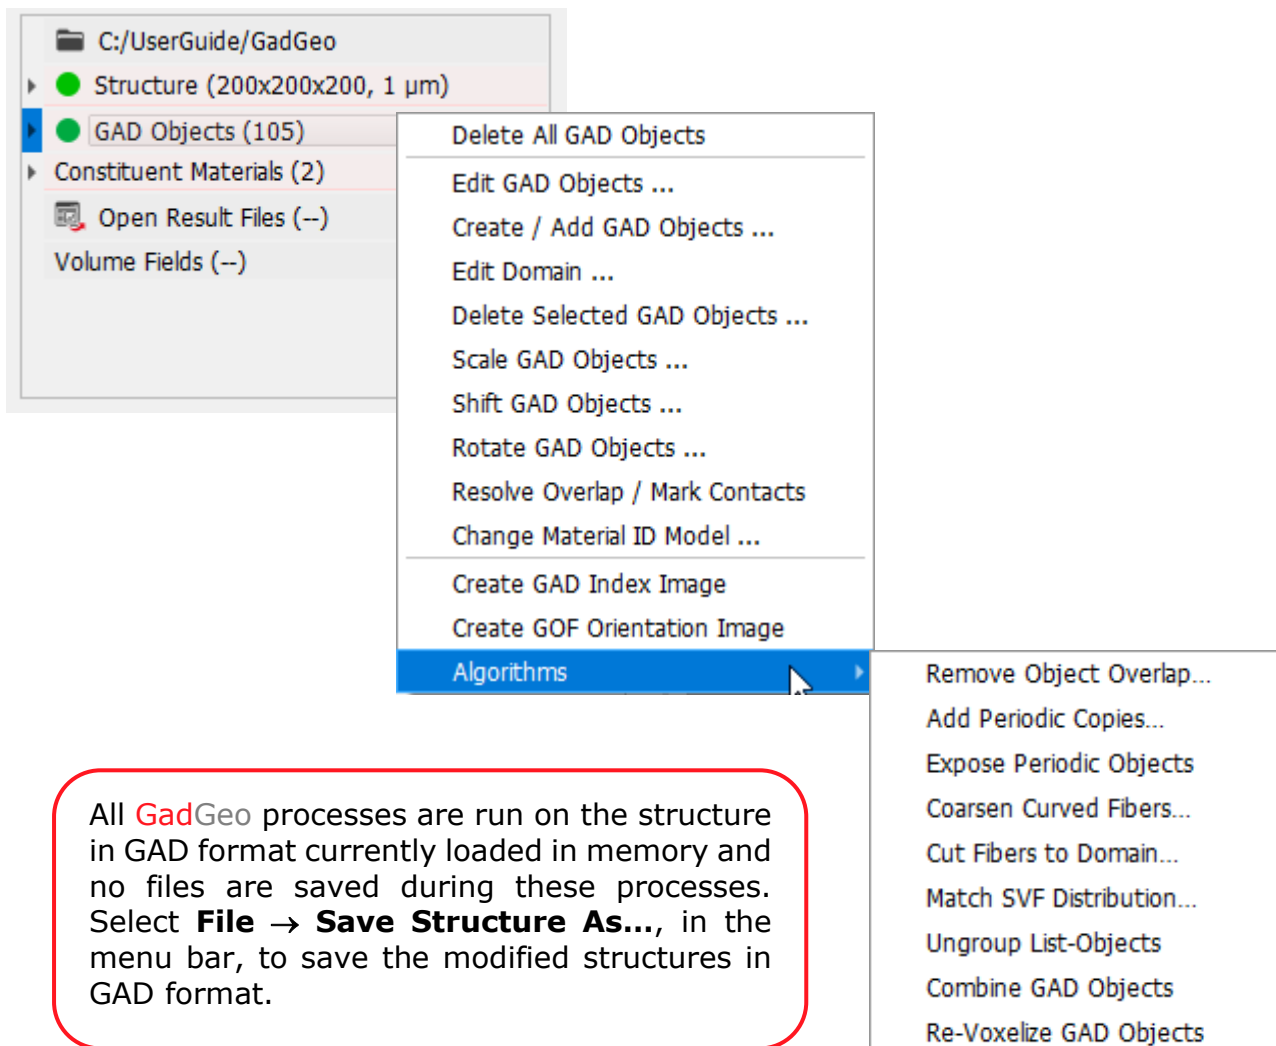 C:/UserGuide/GadGeo
Structure (200x200x200, 1 µm)
GAD Objects (105)
Constituent Materials (2)
Open Result Files (--)
Volume Fields (--)
Delete All GAD Objects
Edit GAD Objects ...
Create / Add GAD Objects ...
Edit Domain ...
Delete Selected GAD Objects ...
Scale GAD Objects ...
Shift GAD Objects ...
Rotate GAD Objects ...
Resolve Overlap / Mark Contacts
Change Material ID Model ...
Create GAD Index Image
Create GOF Orientation Image
Algorithms
Remove Object Overlap...
Add Periodic Copies...
Expose Periodic Objects
Coarsen Curved Fibers...
Cut Fibers to Domain...
Match SVF Distribution...
Ungroup List-Objects
Combine GAD Objects
Re-Voxelize GAD Objects
All GadGeo processes are run on the structure
in GAD format currently loaded in memory and
no files are saved during these processes.
Select File → Save Structure As..., in the
menu bar, to save the modified structures in
GAD format.